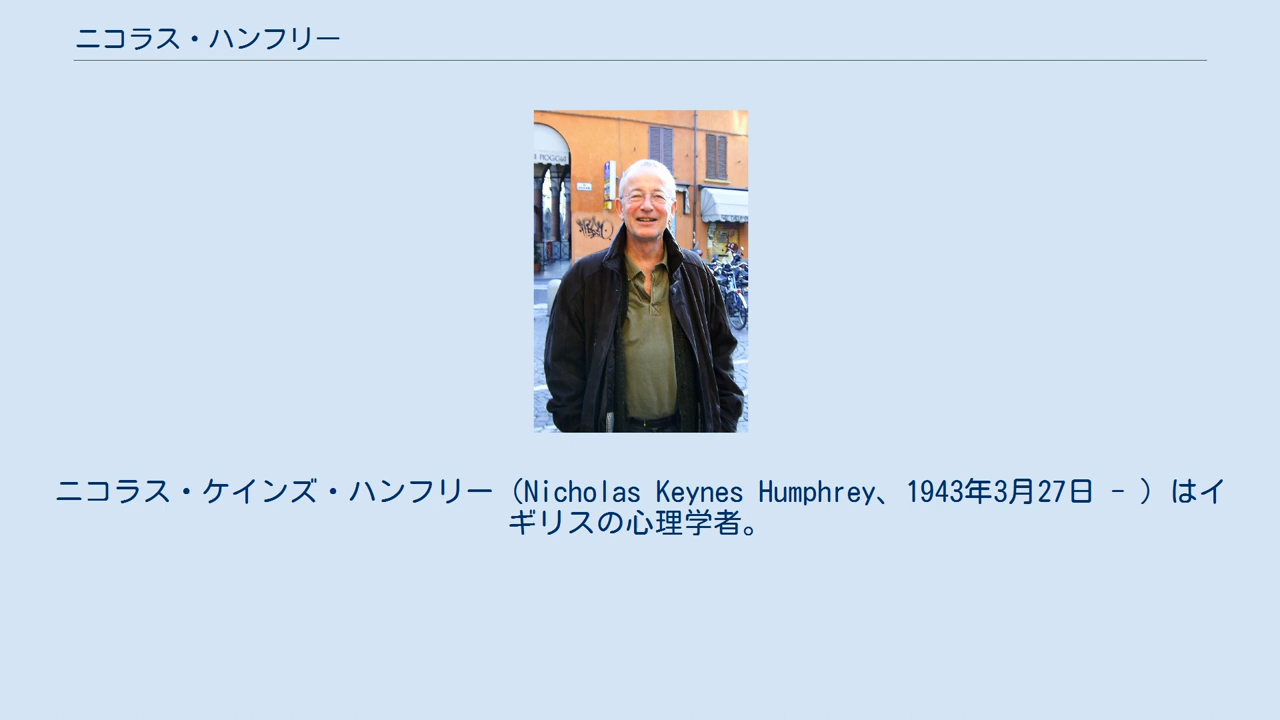 ニコラス・ハンフリー
ニコラス・ケインズ・ハンフリー（Nicholas Keynes Humphrey、1943年3月27日 - ）はイ
ギリスの心理学者。